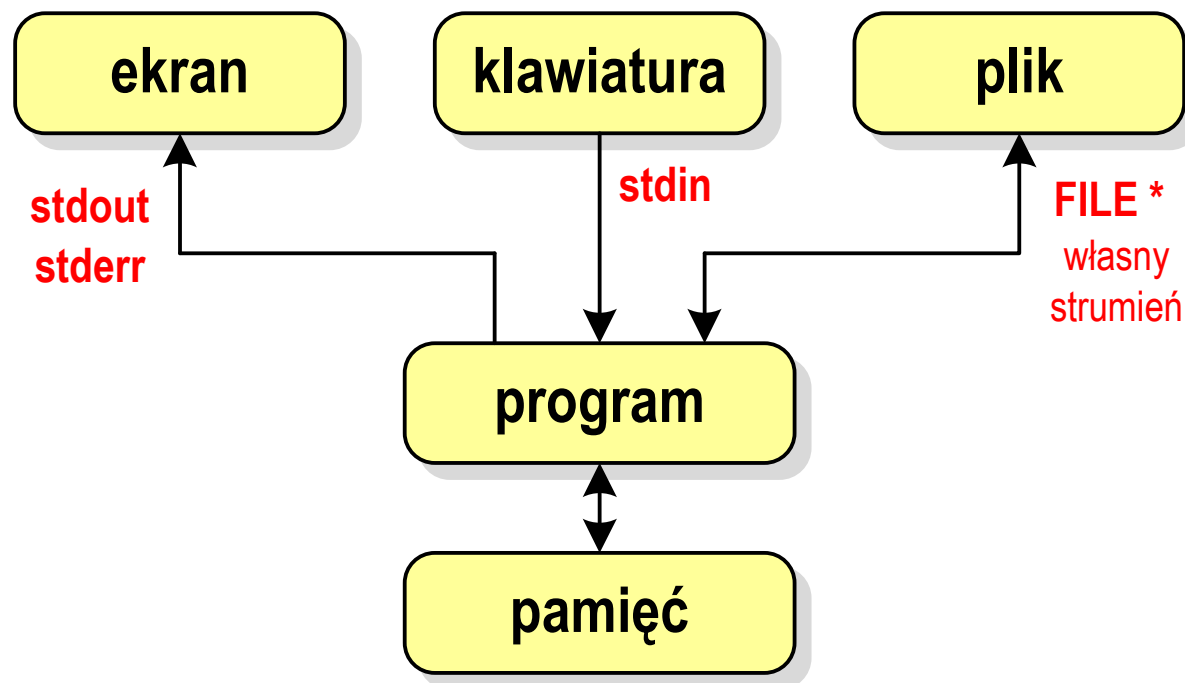 ekran
klawiatura
plik
stdout
stderr
stdin
FILE *
własny
strumień
program
pamięć